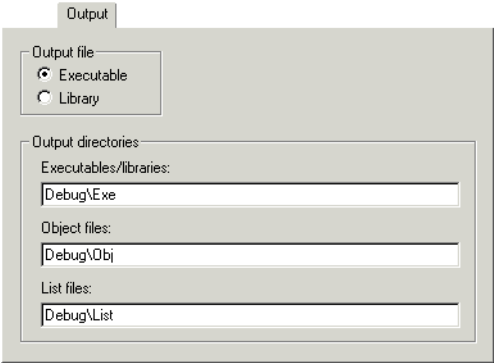 Output
Output file
Executable
Library
Output directories
Executables/libraries:
Debug\Exe
Object files:
Debug\Obj
List files:
Debug\List